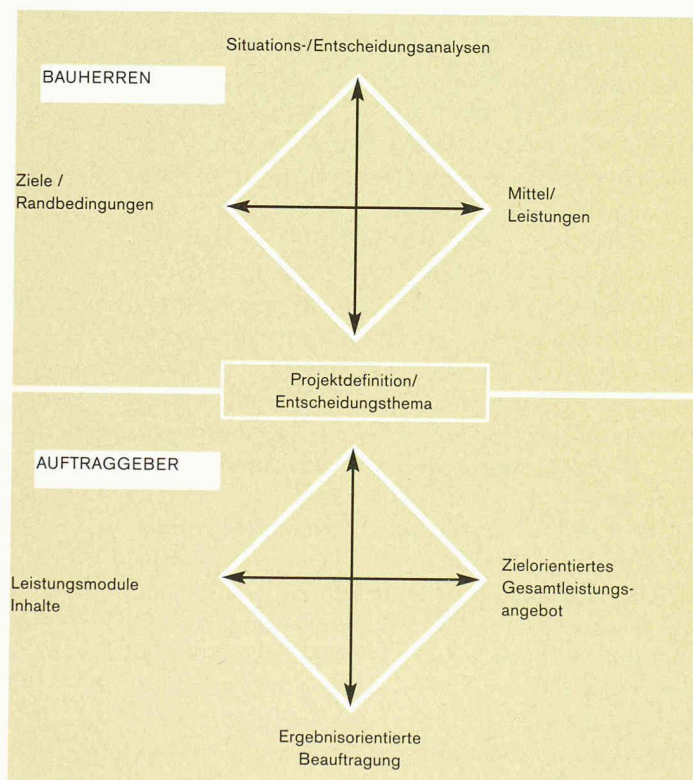 Situations-/Entscheidungsanalysen
BAUHERREN
Ziele /
Randbedingungen
Mittel/
Leistungen
Projektdefinition/
Entscheidungsthema
AUFTRAGGEBER
Leistungsmodule
Inhalte
Zielorientiertes
Gesamtleistungs-
angebot
Ergebnisorientierte
Beauftragung